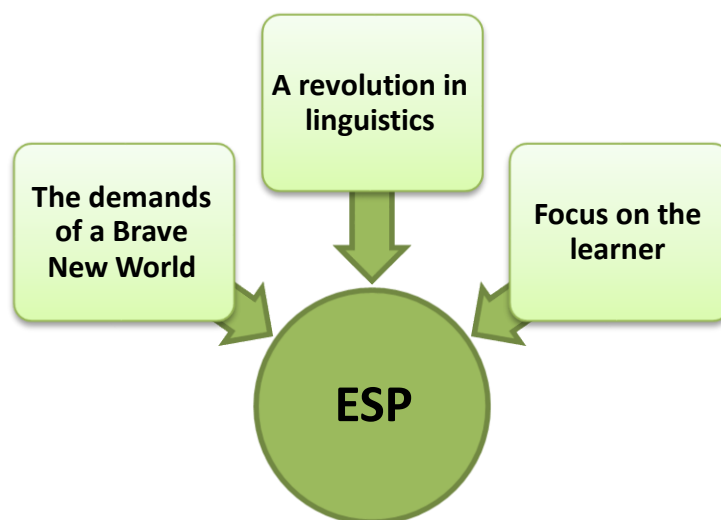 The demands
of a Brave
New World
A revolution in
linguistics
Focus on the
learner
ESP